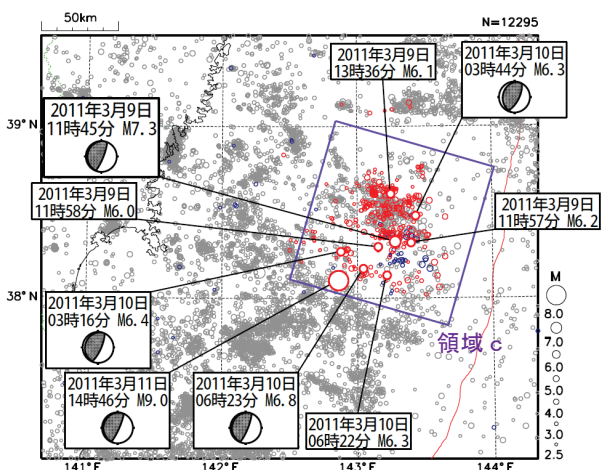 50km
N=12295
2011年3月9日
13時36分 M6.1
2011年3月10日
03時44分 M6.3
2011年3月9日
11時45分 M7.3
39°N
2011年3月9日
11時58分 M6.0
2011年3月9日
11時57分 M6.2
38°N
2011年3月10日
03時16分 M6.4
領域c
M
8.0
7.0
6.0
5.0
4.0
3.0
2.5
2011年3月11日
14時46分 M9.0
2011年3月10日
06時23分 M6.8
2011年3月10日
06時22分 M6.3
141°E
142°E
143°E
144°E